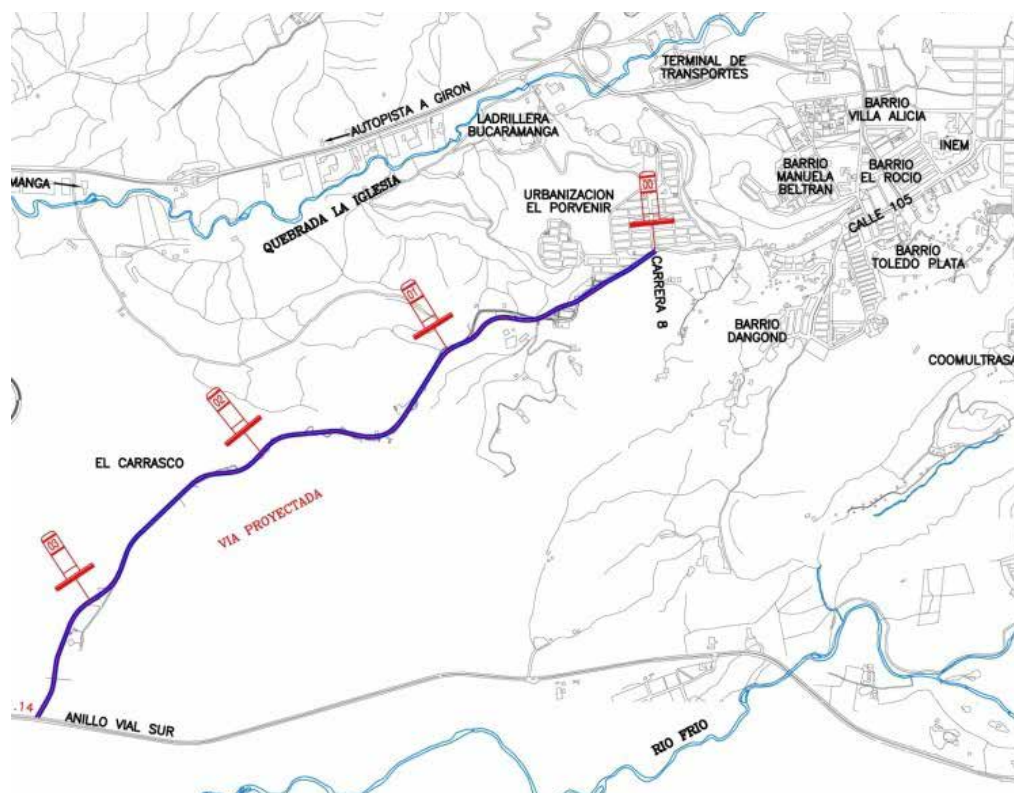 TERMINAL DE
TRANSPORTES
AUTOPISTA A GIRON
LADRILLERA
BUCARAMANGA
BARRIO
VILLA ALICIA
INEM
BARRIO
MANUELA
BELTRAN
BARRIO
EL ROCIO
MANGA
QUEBRADA LA IGLESIA
URBANIZACION
EL PORVENIR
00
CALLE 105
BARRIO
TOLEDO PLATA
CARRERA 8
01
BARRIO
DANGOND
COOMULTRASA
02
EL CARRASCO
VIA PROYECTADA
03
.14
ANILLO VIAL SUR
RIO FRIO